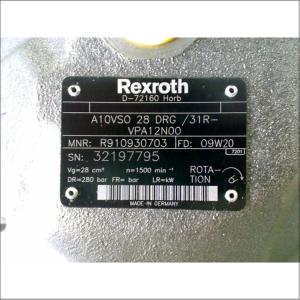 Rexroth
D-72160 Horb
A10VSO 28 DRG /31R-
VPA12N00
MNR: R910930703 FD: 09W20
7201
SN: 32197795
Vg=28 cm³ n=1500 min⁻¹ ROTA-
DR=280 bar FR= bar LR=kW TION
MADE IN GERMANY